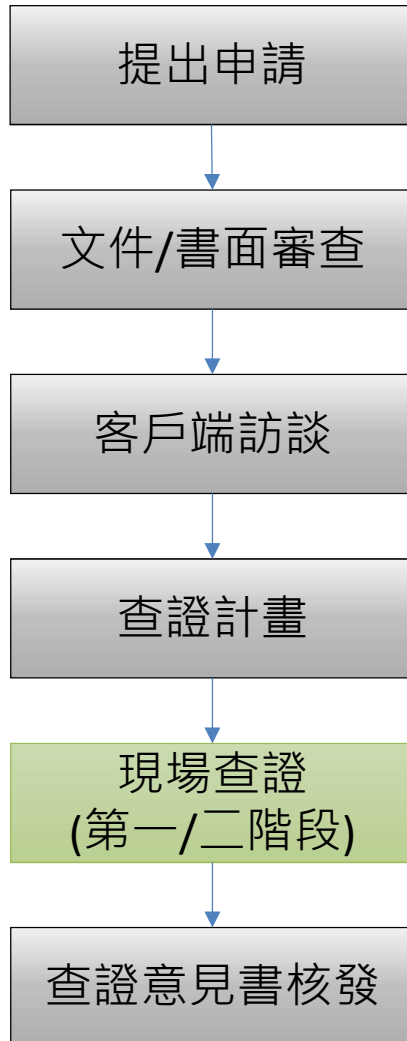 提出申請
文件/書面審查
客戶端訪談
查證計畫
現場查證
(第一/二階段)
查證意見書核發